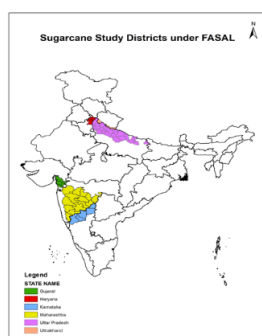 Sugarcane Study Districts under FASAL
N
Legend
STATE NAME
Gujarat
Haryana
Karnataka
Maharashtra
Uttar Pradesh
Uttrakhand